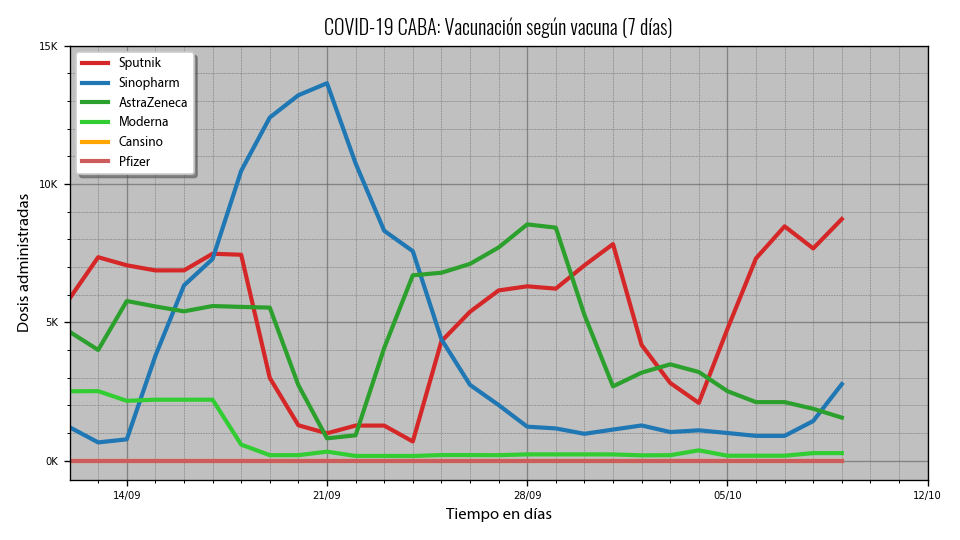 COVID-19 CABA: Vacunación según vacuna (7 días)
15K
10K
5K
0K
Dosis administradas
Sputnik
Sinopharm
AstraZeneca
Moderna
Cansino
Pfizer
14/09 21/09 28/09 05/10 12/10
Tiempo en días